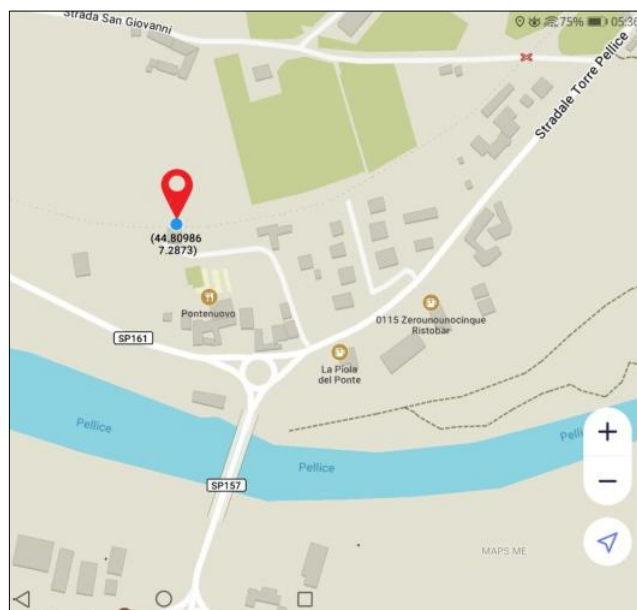 Strada San Giovanni
75% 05:36
Stradale Torre Pellice
(44.80986
7.2873)
Pontenuovo
0115 Zerounounocinque
Ristobar
SP161
La Piola
del Ponte
Pellice
Pellice
Pelli
SP157
MAPS.ME